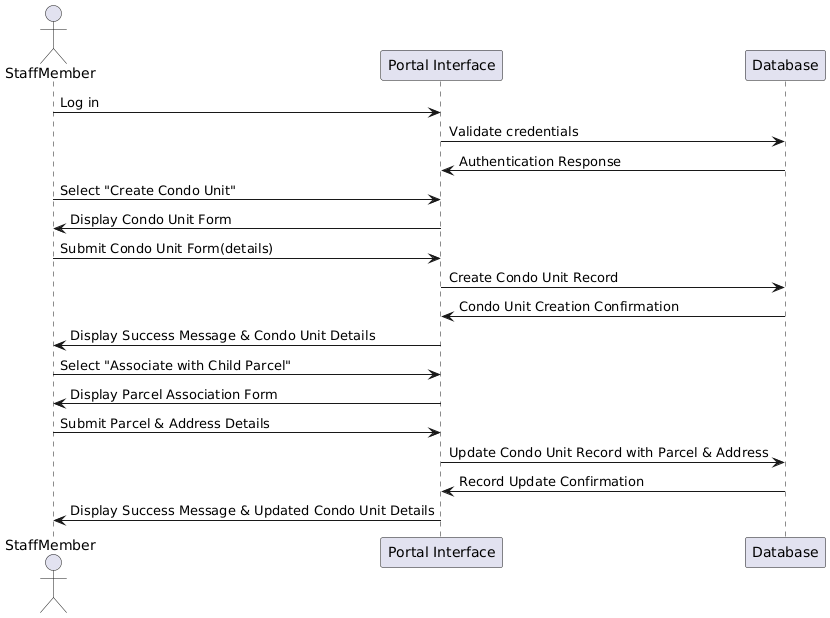 StaffMember
Portal Interface
Database
Log in
Validate credentials
Authentication Response
Select "Create Condo Unit"
Display Condo Unit Form
Submit Condo Unit Form(details)
Create Condo Unit Record
Condo Unit Creation Confirmation
Display Success Message & Condo Unit Details
Select "Associate with Child Parcel"
Display Parcel Association Form
Submit Parcel & Address Details
Update Condo Unit Record with Parcel & Address
Record Update Confirmation
Display Success Message & Updated Condo Unit Details
StaffMember
Portal Interface
Database